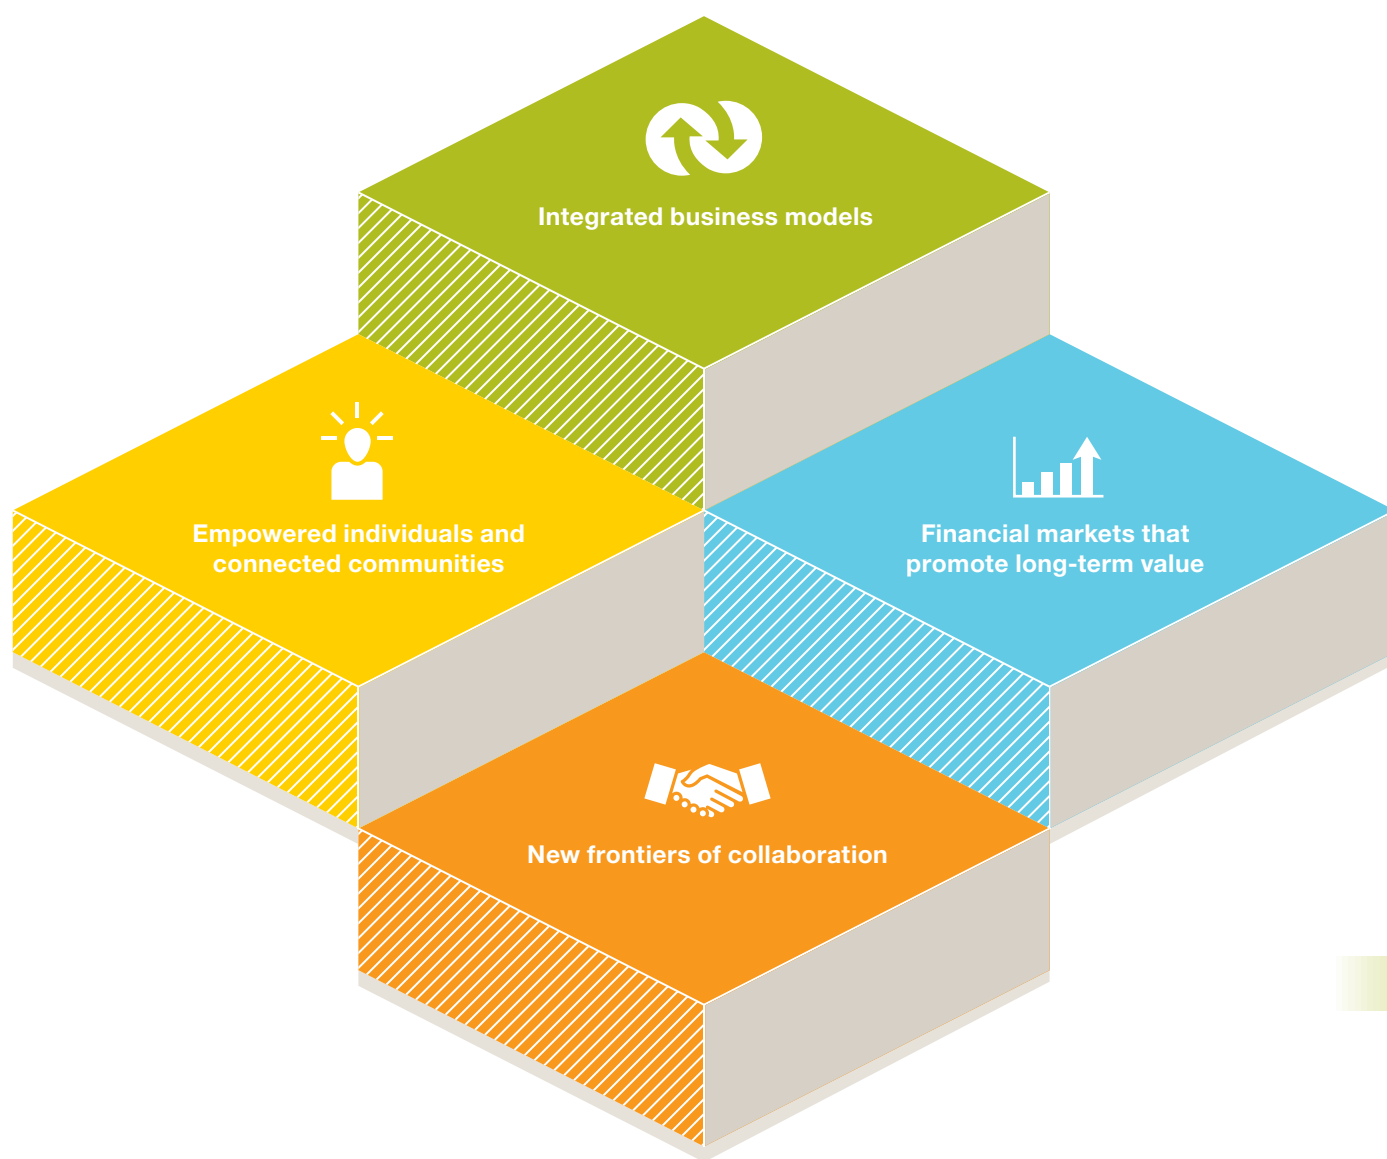 Integrated business models
Empowered individuals and
connected communities
Financial markets that
promote long-term value
New frontiers of collaboration